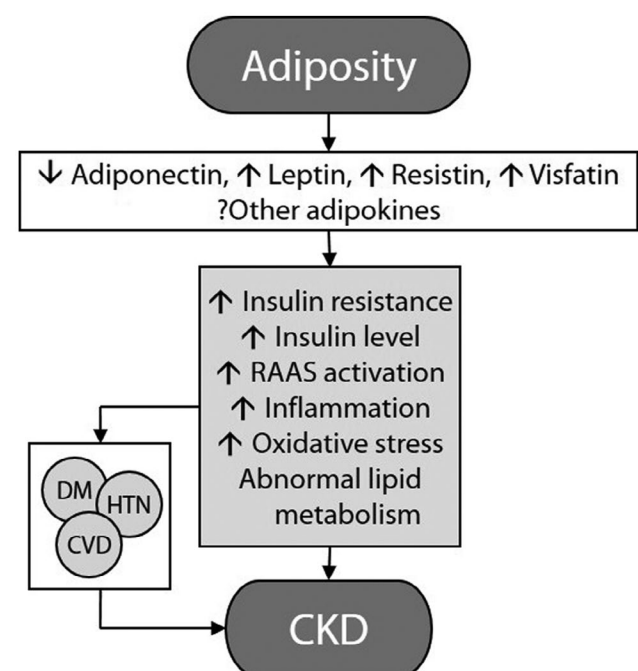 Adiposity
↓ Adiponectin, ↑ Leptin, ↑ Resistin, ↑ Visfatin
?Other adipokines
↑ Insulin resistance
↑ Insulin level
↑ RAAS activation
↑ Inflammation
↑ Oxidative stress
Abnormal lipid
metabolism
DM
HTN
CVD
CKD